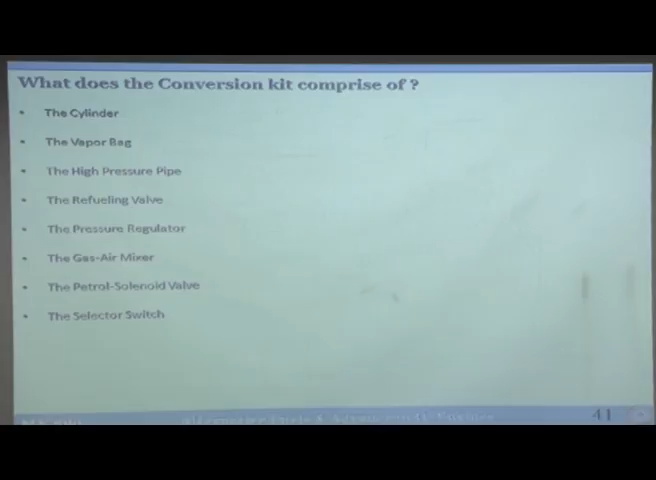 What does the Conversion kit comprise of ?
• The Cylinder
• The Vapor Bag
• The High Pressure Pipe
• The Refueling Valve
• The Pressure Regulator
• The Gas-Air Mixer
• The Petrol-Solenoid Valve
• The Selector Switch
41